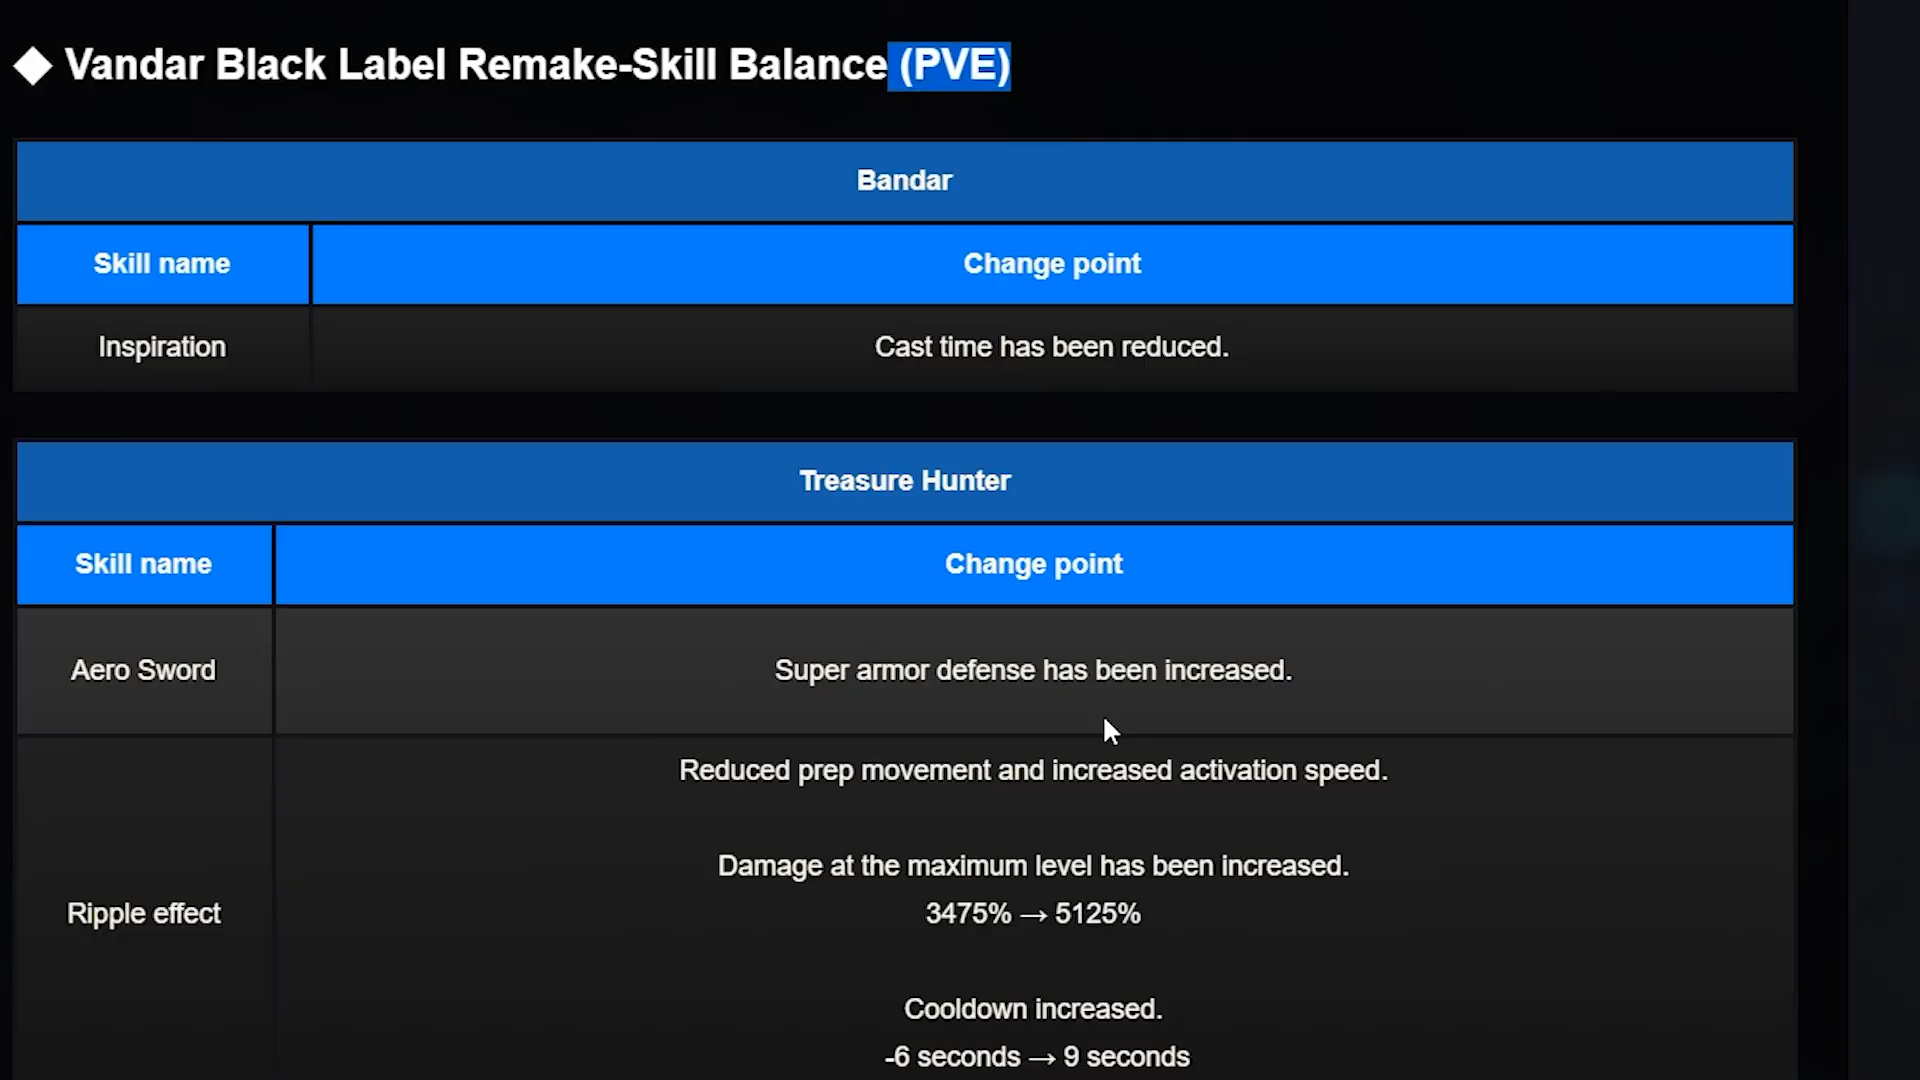 ◆ Vandar Black Label Remake-Skill Balance (PVE)
Bandar
Skill name
Change point
Inspiration
Cast time has been reduced.
Treasure Hunter
Skill name
Change point
Aero Sword
Super armor defense has been increased.
Ripple effect
Reduced prep movement and increased activation speed.
Damage at the maximum level has been increased.
3475% → 5125%
Cooldown increased.
-6 seconds → 9 seconds